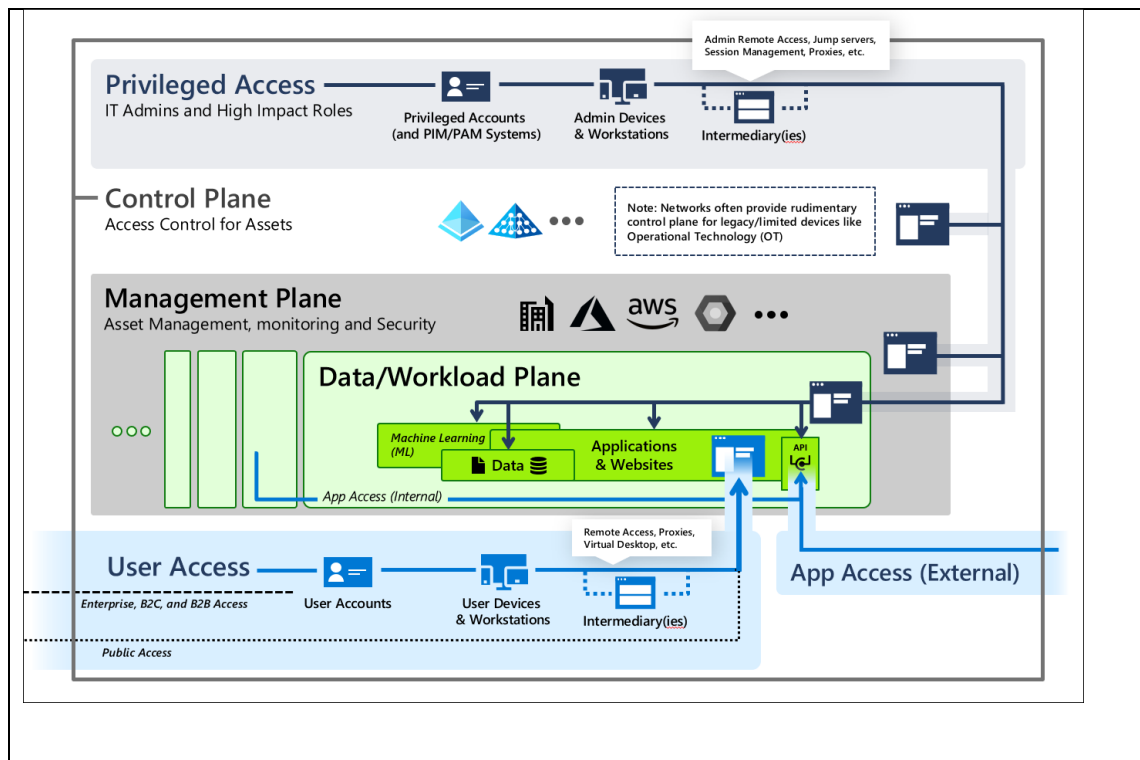 Admin Remote Access, Jump servers,
Session Management, Proxies, etc.
Privileged Access
IT Admins and High Impact Roles
Privileged Accounts
(and PIM/PAM Systems)
Admin Devices
& Workstations
Intermediary(ies)
Control Plane
Access Control for Assets
Note: Networks often provide rudimentary
control plane for legacy/limited devices like
Operational Technology (OT)
Management Plane
Asset Management, monitoring and Security
aws
Data/Workload Plane
Machine Learning
(ML)
Data
Applications
& Websites
API
App Access (Internal)
Remote Access, Proxies,
Virtual Desktop, etc.
User Access
Enterprise, B2C, and B2B Access
User Accounts
User Devices
& Workstations
Intermediary(ies)
Public Access
App Access (External)